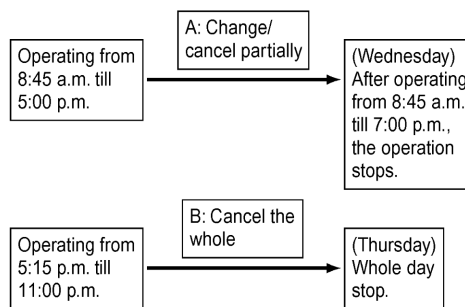 Operating from
8:45 a.m. till
5:00 p.m.
A: Change/
cancel partially
(Wednesday)
After operating
from 8:45 a.m.
till 7:00 p.m.,
the operation
stops.
Operating from
5:15 p.m. till
11:00 p.m.
B: Cancel the
whole
(Thursday)
Whole day
stop.